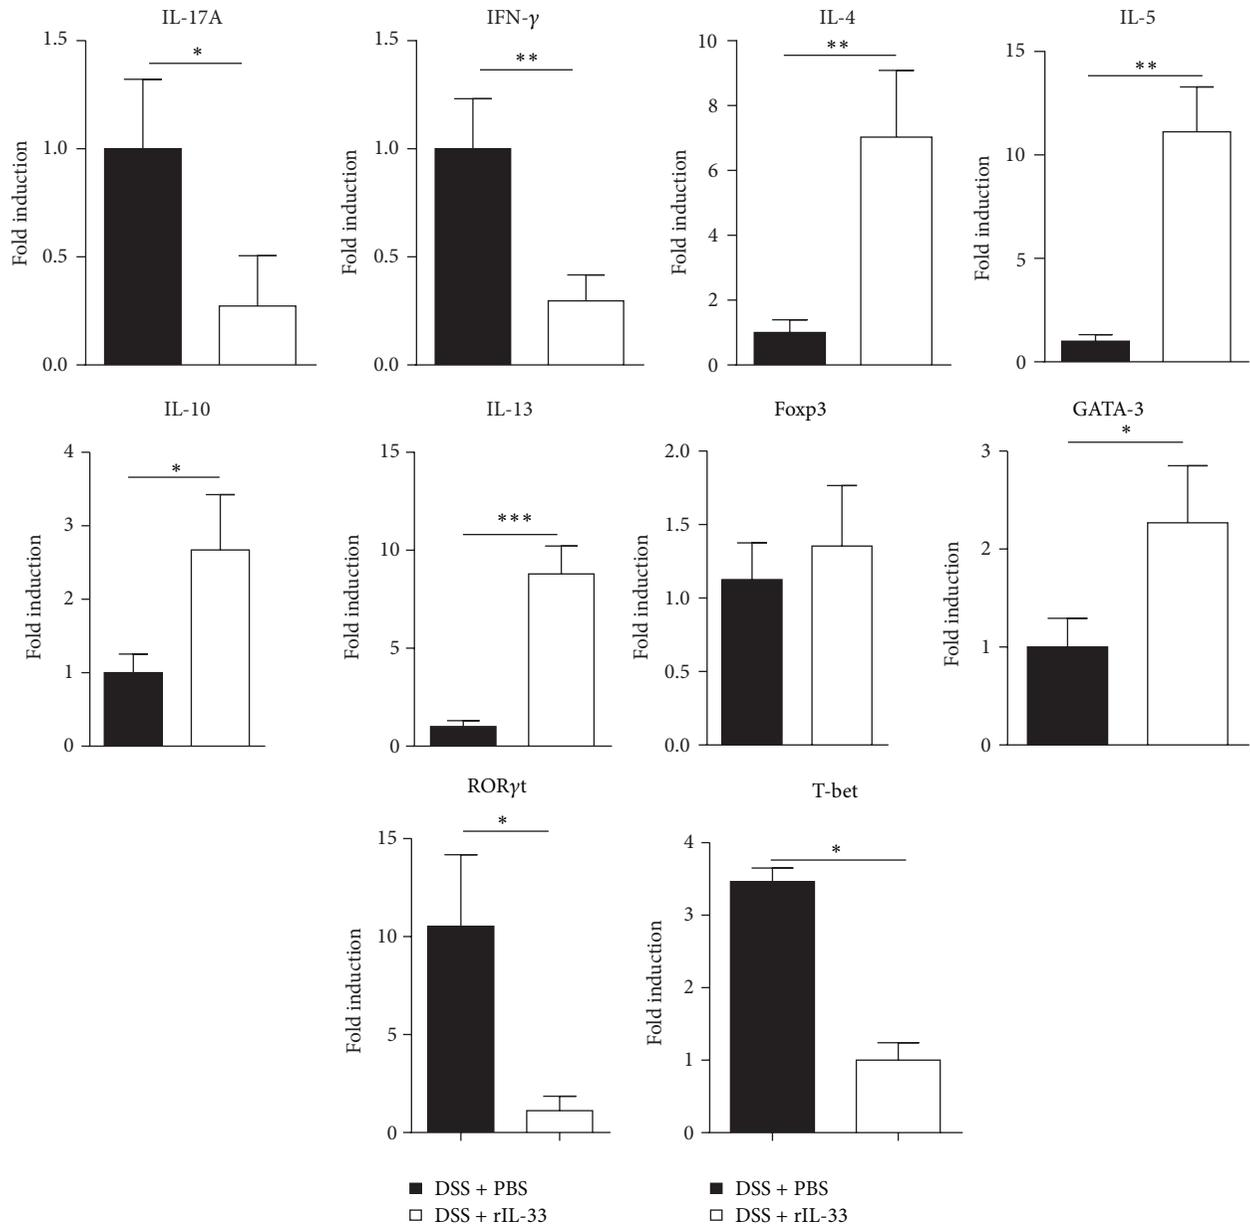 IL-17A
1.5
1.0
0.5
0.0
Fold induction
*
IFN-γ
1.5
1.0
0.5
0.0
Fold induction
**
IL-4
10
8
6
4
2
0
Fold induction
**
IL-5
15
10
5
0
Fold induction
**
IL-10
4
3
2
1
0
Fold induction
*
IL-13
15
10
5
0
Fold induction
***
Foxp3
2.0
1.5
1.0
0.5
0.0
Fold induction
GATA-3
3
2
1
0
Fold induction
*
RORγt
15
10
5
0
Fold induction
*
DSS + PBS
DSS + rIL-33
T-bet
4
3
2
1
0
Fold induction
*
DSS + PBS
DSS + rIL-33